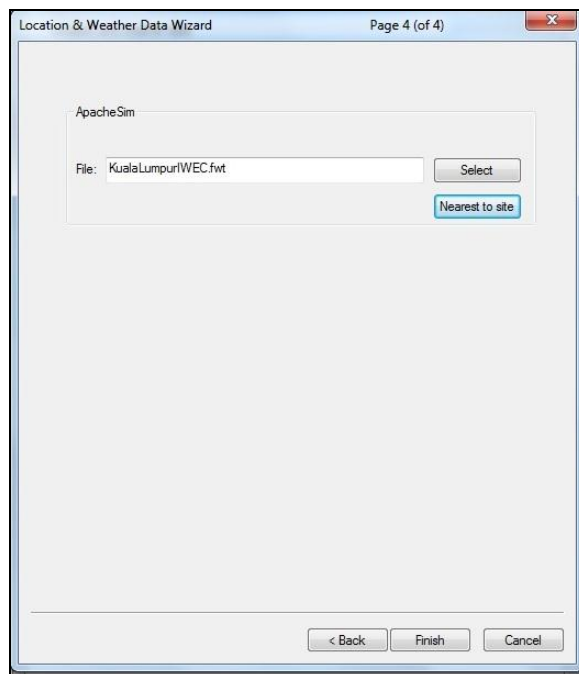 Location & Weather Data Wizard Page 4 (of 4)
ApacheSim
File: KualaLumpurIWEC.fwt Select
Nearest to site
< Back Finish Cancel